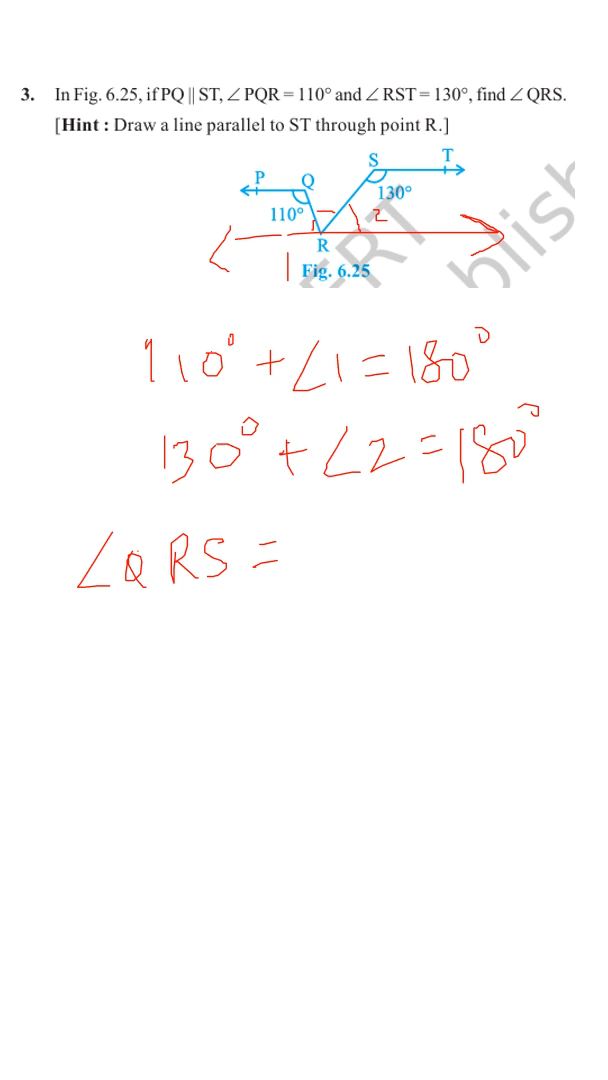 3. In Fig. 6.25, if PQ || ST, ∠ PQR = 110° and ∠ RST = 130°, find ∠ QRS.
[Hint : Draw a line parallel to ST through point R.]
P Q S T
110° 130°
1 2
R
Fig. 6.25
110° + ∠1 = 180°
130° + ∠2 = 180°
∠QRS =